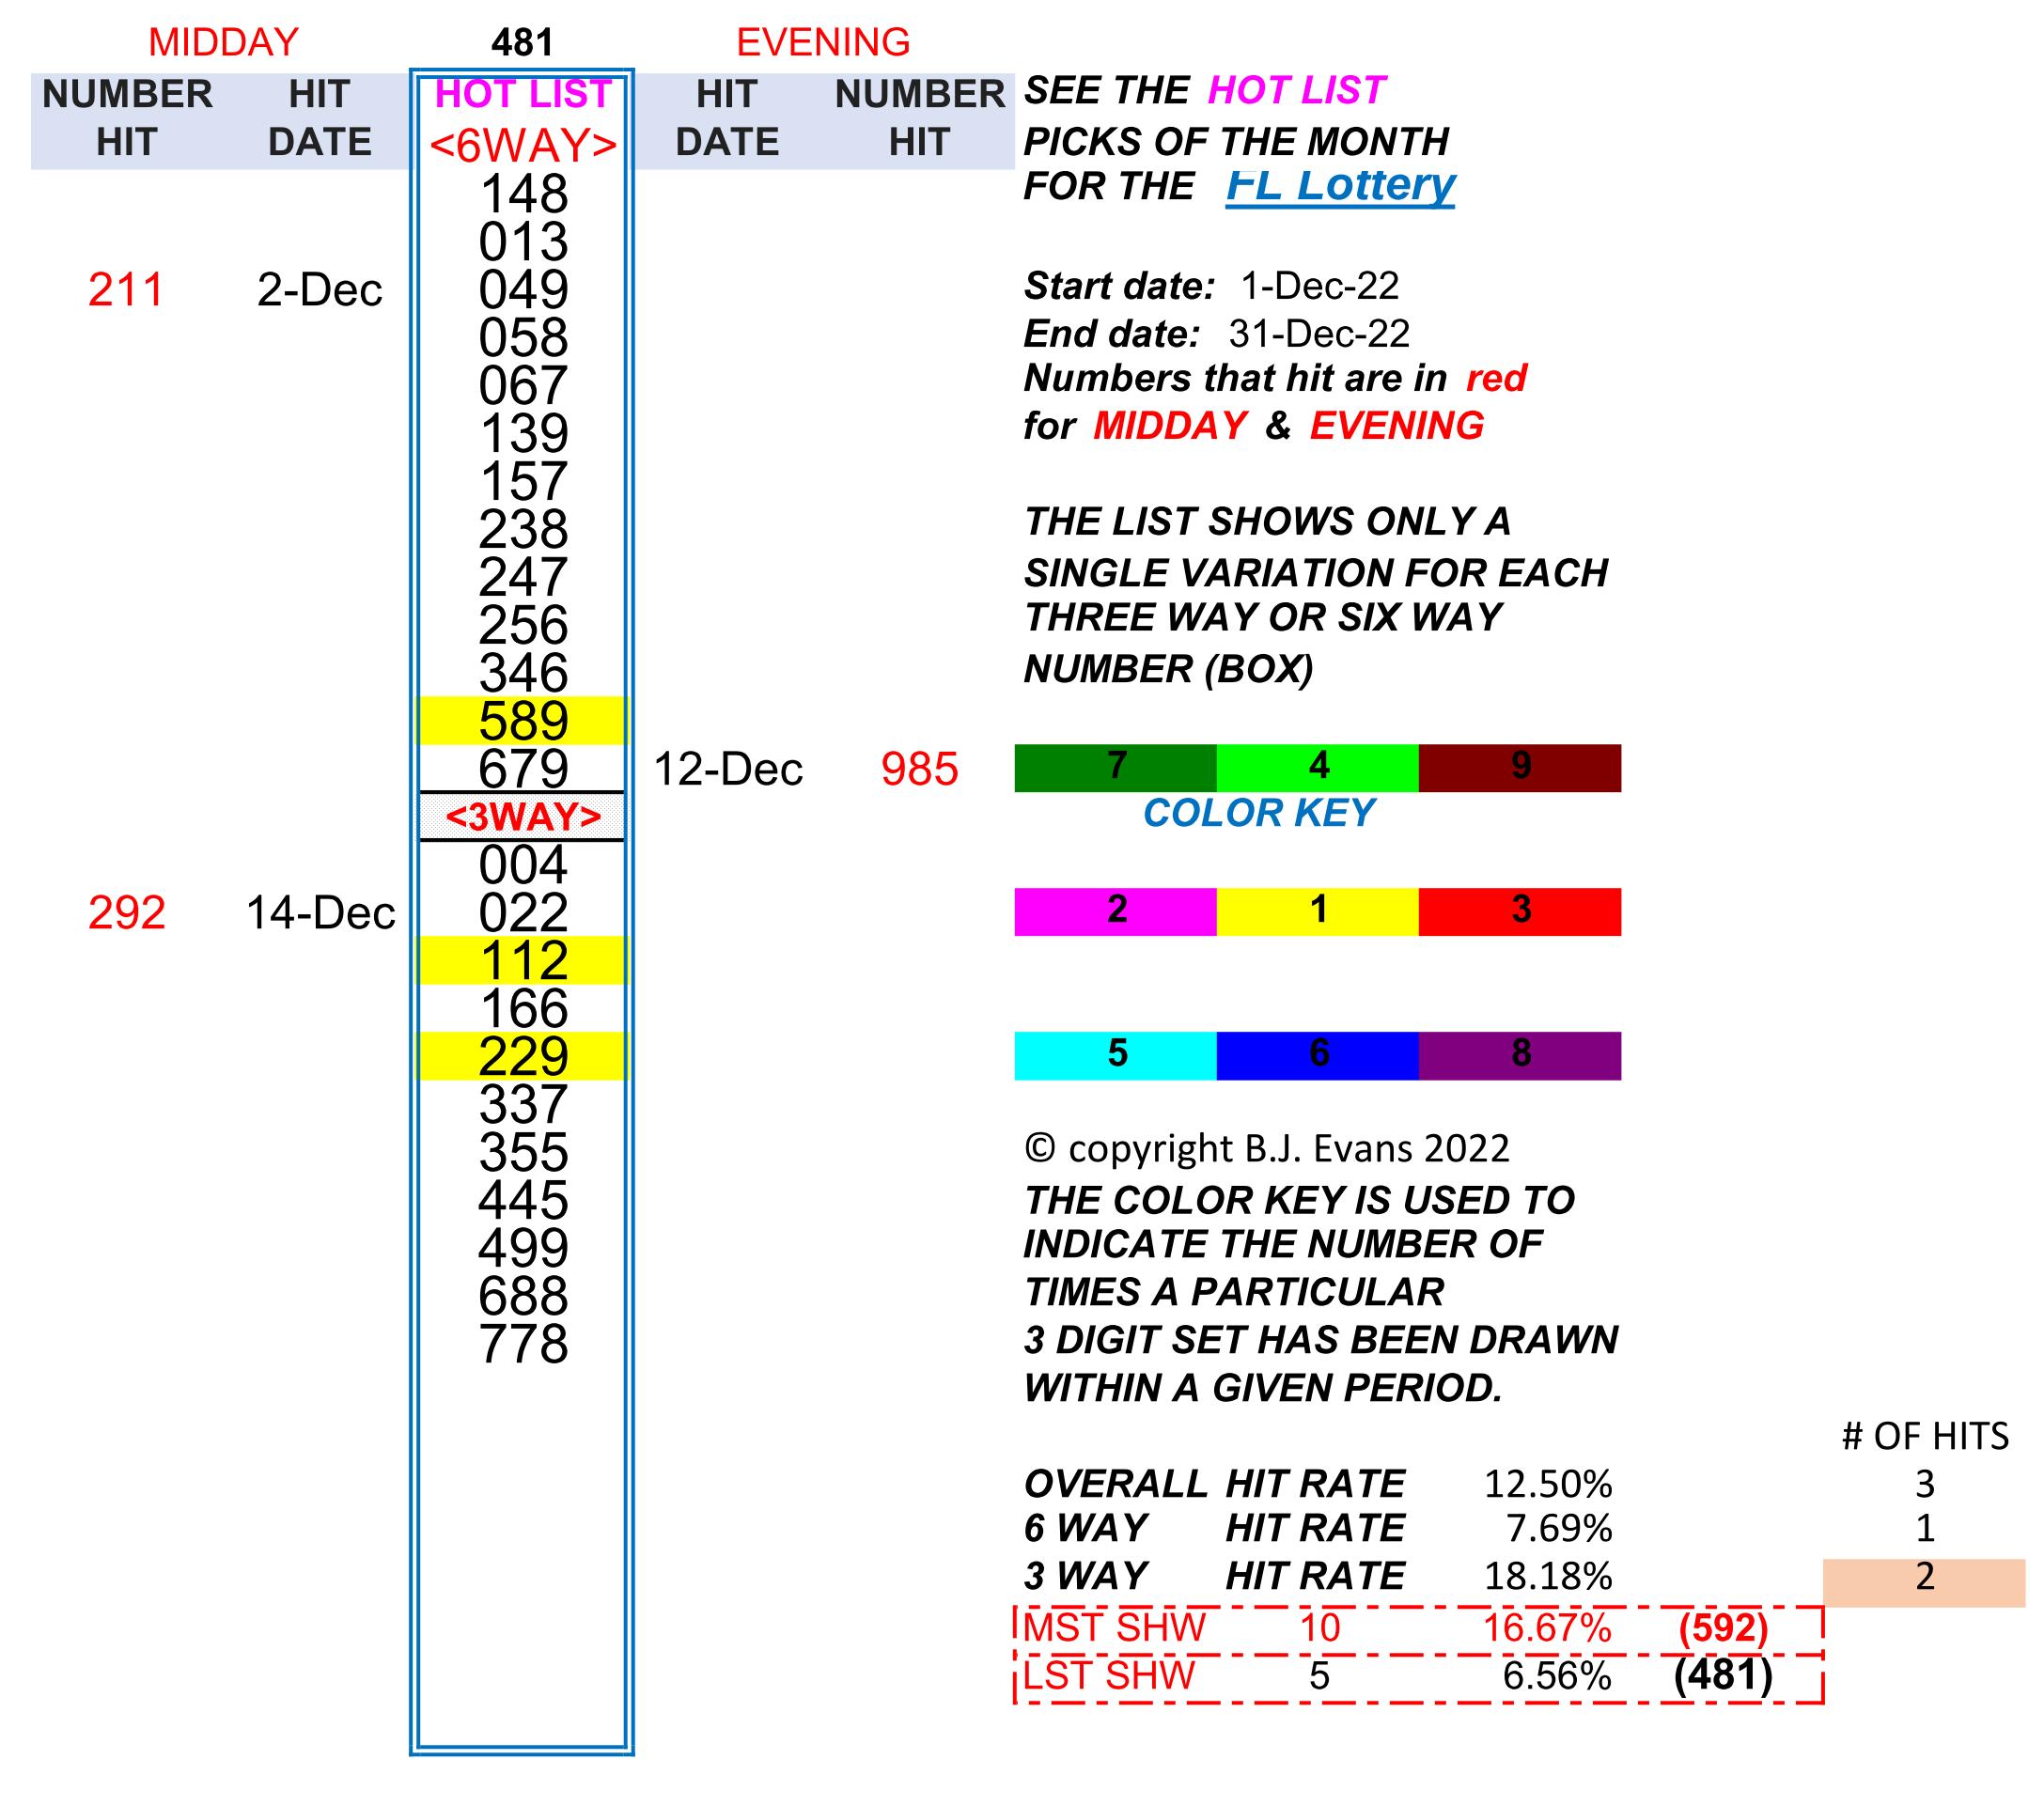 MIDDAY 481 EVENING
NUMBER HIT HOT LIST HIT NUMBER SEE THE HOT LIST
HIT DATE <6WAY> DATE HIT PICKS OF THE MONTH
148 FOR THE FL Lottery
013
211 2-Dec 049 Start date: 1-Dec-22
058 End date: 31-Dec-22
067 Numbers that hit are in red
139 for MIDDAY & EVENING
157
238 THE LIST SHOWS ONLY A
247 SINGLE VARIATION FOR EACH
256 THREE WAY OR SIX WAY
346 NUMBER (BOX)
589
679 12-Dec 985 7 4 9
<3WAY> COLOR KEY
004
292 14-Dec 022 2 1 3
112
166
229 5 6 8
337
355 © copyright B.J. Evans 2022
445 THE COLOR KEY IS USED TO
499 INDICATE THE NUMBER OF
688 TIMES A PARTICULAR
778 3 DIGIT SET HAS BEEN DRAWN
WITHIN A GIVEN PERIOD.
# OF HITS
OVERALL HIT RATE 12.50% 3
6 WAY HIT RATE 7.69% 1
3 WAY HIT RATE 18.18% 2
MST SHW 10 16.67% (592)
LST SHW 5 6.56% (481)